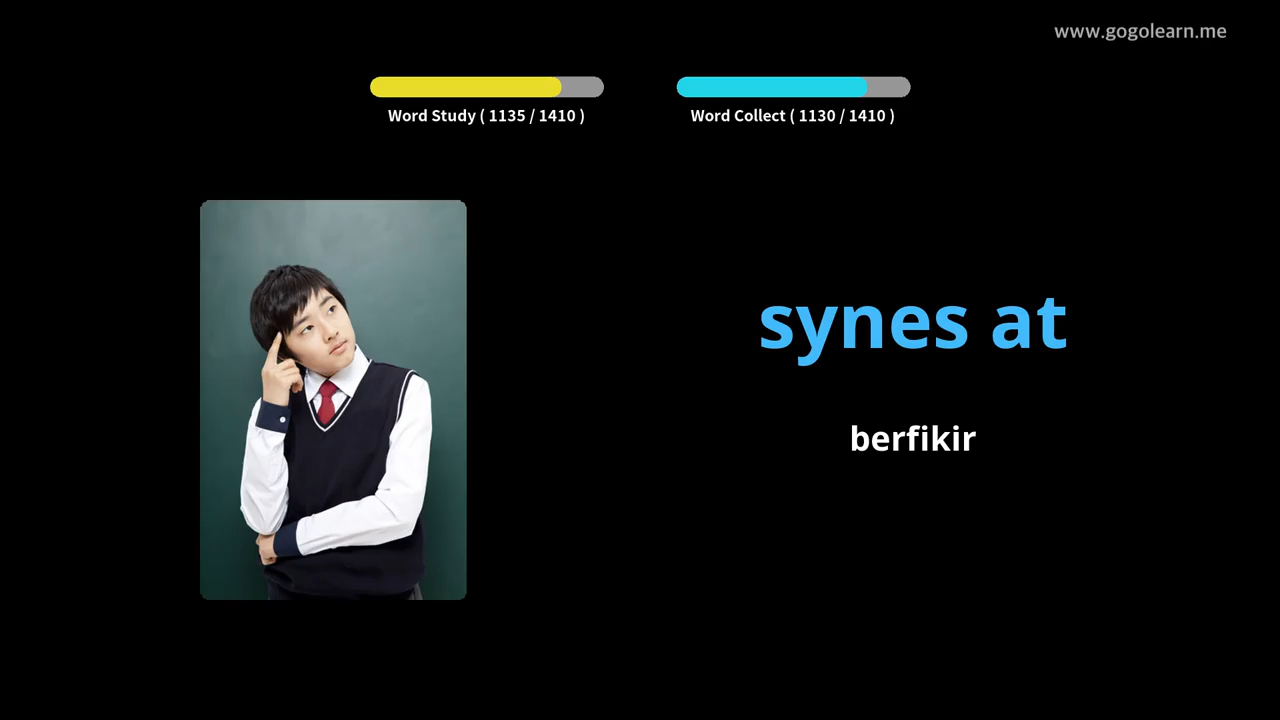 www.gogolearn.me
Word Study ( 1135 / 1410 )
Word Collect ( 1130 / 1410 )
synes at
berfikir